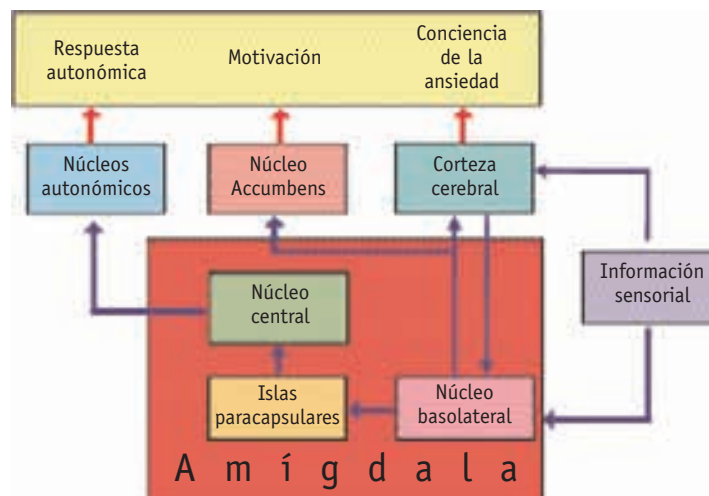 Respuesta
autonómica
Motivación
Conciencia
de la
ansiedad
Núcleos
autonómicos
Núcleo
Accumbens
Corteza
cerebral
Información
sensorial
Núcleo
central
Islas
paracapsulares
Núcleo
basolateral
Amígdala